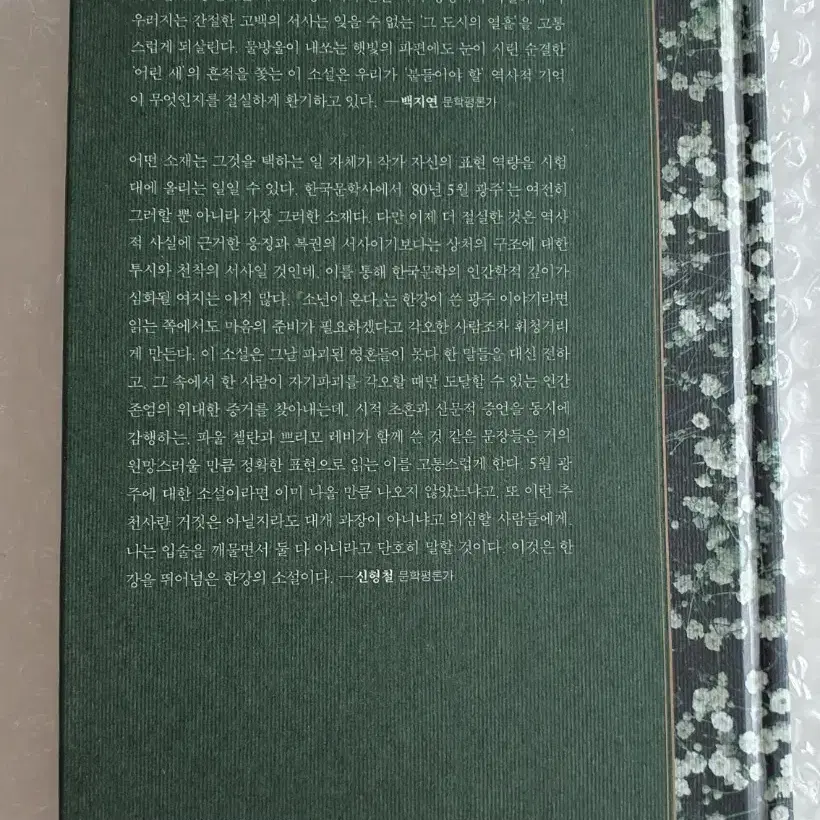 우러지는 간절한 고백의 서사는 잊을 수 없는 '그 도시의 열흘'을 고통
스럽게 되살린다. 물방울이 내쏘는 햇빛의 파편에도 눈이 시린 순결한
'어린 새'의 흔적을 쫓는 이 소설은 우리가 '붙들어야 할' 역사적 기억
이 무엇인지를 절실하게 환기하고 있다. —백지연 문학평론가
어떤 소재는 그것을 택하는 일 자체가 작가 자신의 표현 역량을 시험
대에 올리는 일일 수 있다. 한국문학사에서 '80년 5월 광주'는 여전히
그러할 뿐 아니라 가장 그러한 소재다. 다만 이제 더 절실한 것은 역사
적 사실에 근거한 응징과 복권의 서사이기보다는 상처의 구조에 대한
투시와 천착의 서사일 것인데, 이를 통해 한국문학의 인간학적 깊이가
심화될 여지는 아직 많다. 『소년이 온다』는 한강이 쓴 광주 이야기라면
읽는 쪽에서도 마음의 준비가 필요하겠다고 각오한 사람조차 휘청거리
게 만든다. 이 소설은 그날 파괴된 영혼들이 못다 한 말들을 대신 전하
고, 그 속에서 한 사람이 자기파괴를 각오할 때만 도달할 수 있는 인간
존엄의 위대한 증거를 찾아내는데, 시적 초혼과 산문적 증언을 동시에
감행하는, 파울 첼란과 쁘리모 레비가 함께 쓴 것 같은 문장들은 거의
원망스러울 만큼 정확한 표현으로 읽는 이를 고통스럽게 한다. 5월 광
주에 대한 소설이라면 이미 나올 만큼 나오지 않았느냐고, 또 이런 추
천사란 거짓은 아닐지라도 대개 과장이 아니냐고 의심할 사람들에게,
나는 입술을 깨물면서 둘 다 아니라고 단호히 말할 것이다. 이것은 한
강을 뛰어넘은 한강의 소설이다. —신형철 문학평론가